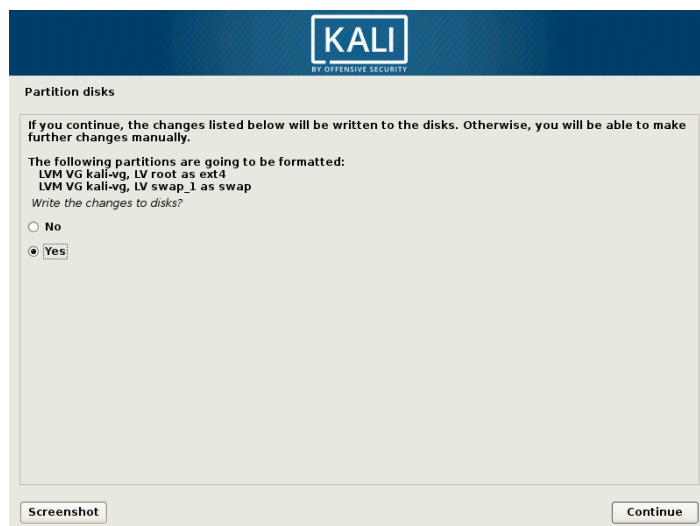 KALI
BY OFFENSIVE SECURITY
Partition disks
If you continue, the changes listed below will be written to the disks. Otherwise, you will be able to make
further changes manually.
The following partitions are going to be formatted:
LVM VG kali-vg, LV root as ext4
LVM VG kali-vg, LV swap_1 as swap
Write the changes to disks?
No
Yes
Screenshot
Continue